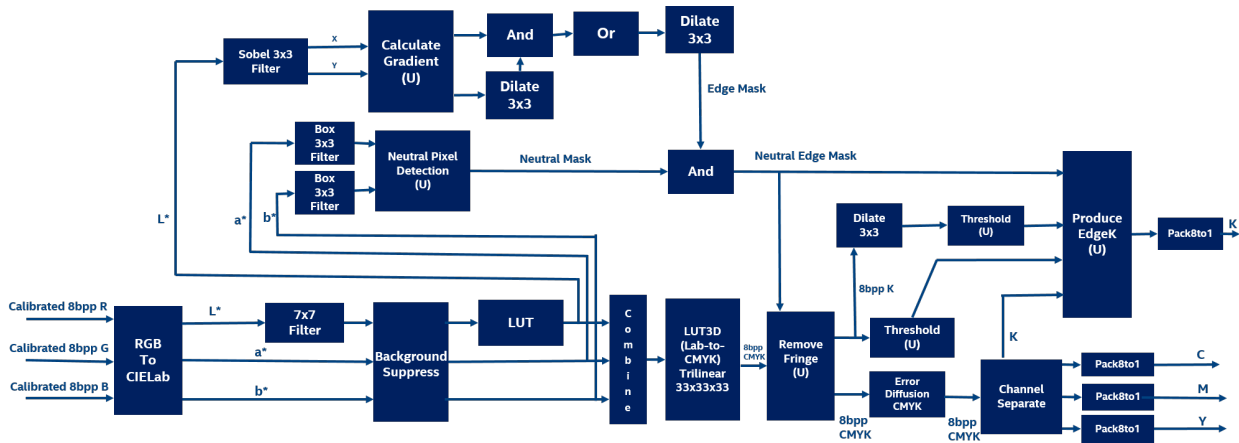 Sobel 3x3
Filter
X
Y
Calculate
Gradient
(U)
And
Dilate
3x3
Or
Dilate
3x3
Edge Mask
Box
3x3
Filter
Box
3x3
Filter
Neutral Pixel
Detection
(U)
Neutral Mask
And
Neutral Edge Mask
L*
a*
b*
Dilate
3x3
Threshold
(U)
Produce
EdgeK
(U)
Pack8to1
K
8bpp K
Calibrated 8bpp R
Calibrated 8bpp G
Calibrated 8bpp B
RGB
To
CIELab
L*
a*
b*
7x7
Filter
Background
Suppress
LUT
C
o
m
b
i
n
e
LUT3D
(Lab-to-
CMYK)
Trilinear
33x33x33
8bpp
CMYK
Remove
Fringe
(U)
Threshold
(U)
K
8bpp
CMYK
Error
Diffusion
CMYK
8bpp
CMYK
Channel
Separate
Pack8to1
C
Pack8to1
M
Pack8to1
Y